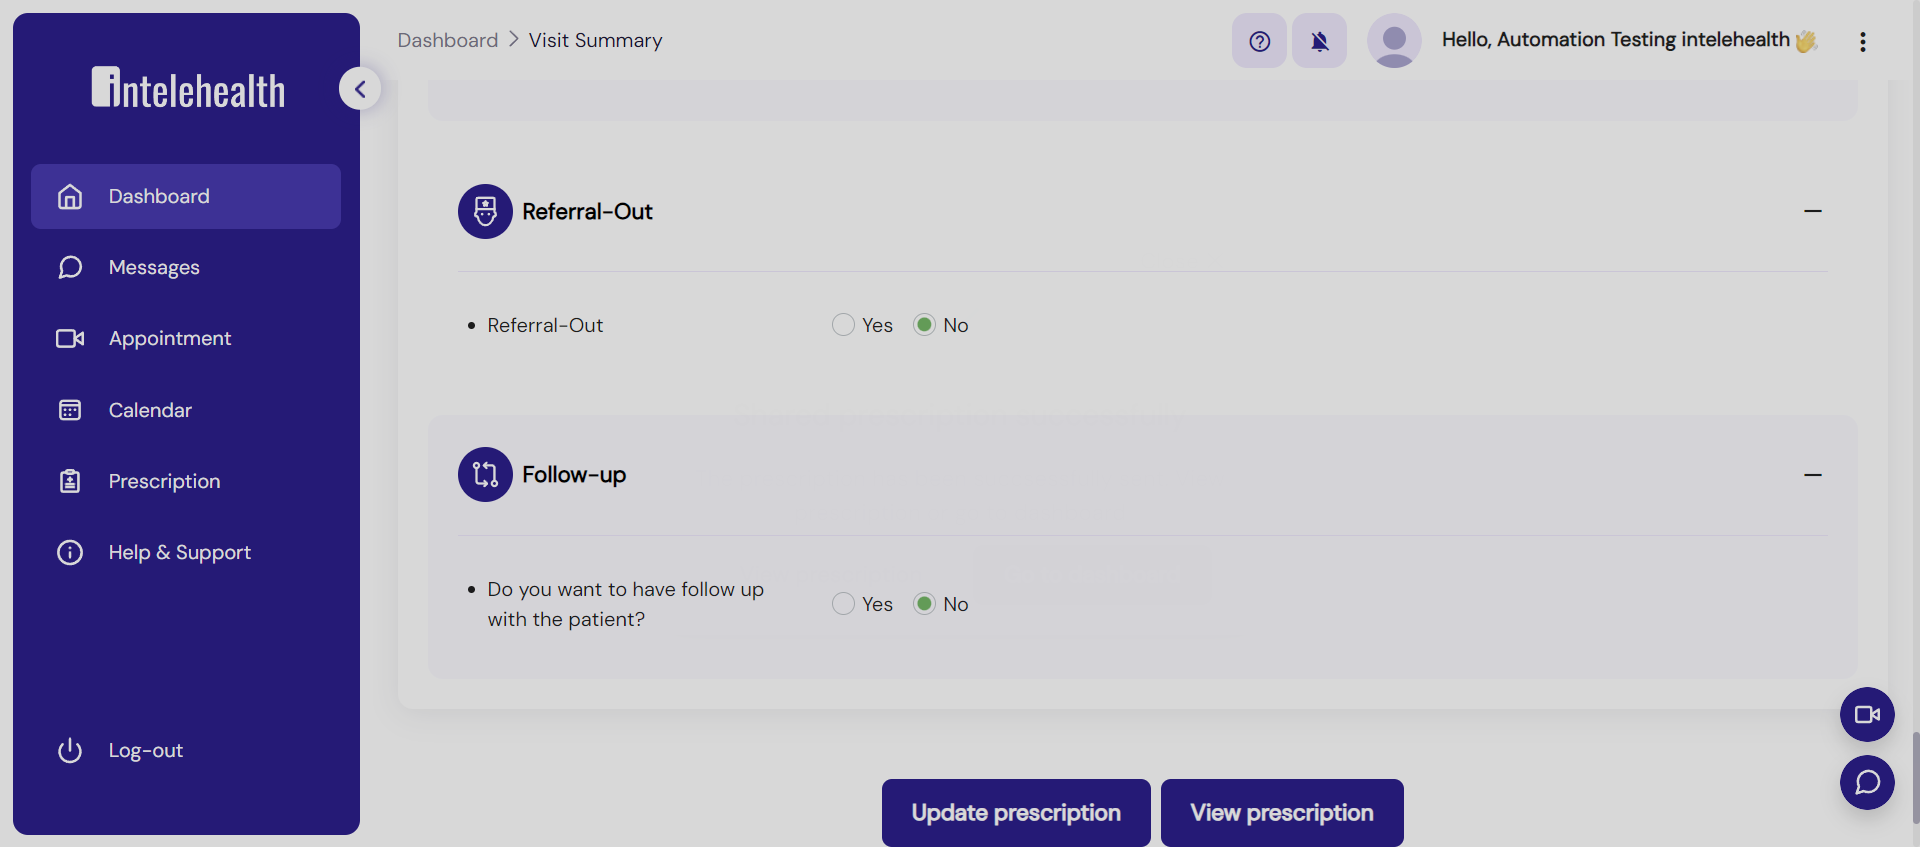 intelehealth
Dashboard
Messages
Appointment
Calendar
Prescription
Help & Support
Log-out
Dashboard > Visit Summary
Hello, Automation Testing intelehealth 👋
Referral-Out
• Referral-Out
Yes
No
Follow-up
• Do you want to have follow up
with the patient?
Yes
No
Update prescription
View prescription